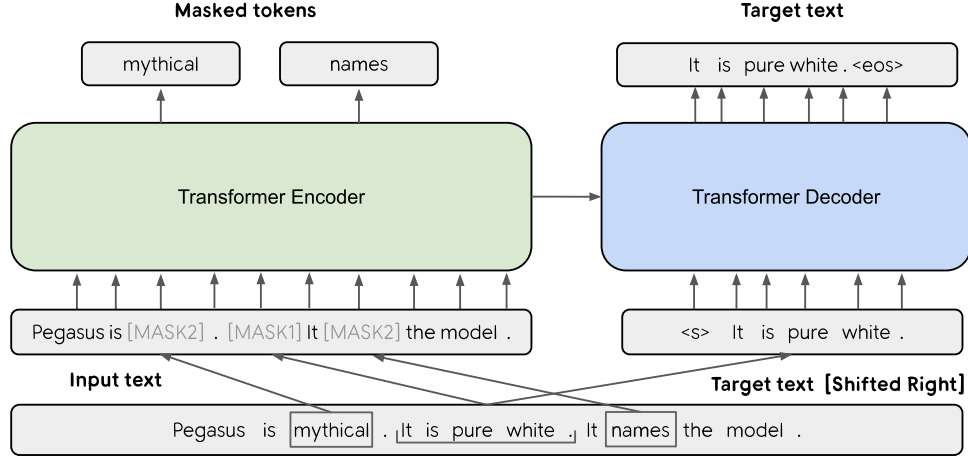 Masked tokens
Target text
mythical
names
It is pure white . <eos>
Transformer Encoder
Transformer Decoder
Pegasus is [MASK2] . [MASK1] It [MASK2] the model .
<s> It is pure white .
Input text
Target text [Shifted Right]
Pegasus is mythical . It is pure white . It names the model .